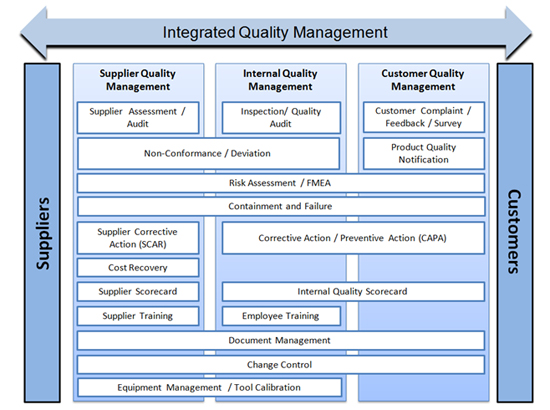 Integrated Quality Management
Suppliers
Customers
Supplier Quality
Management
Internal Quality
Management
Customer Quality
Management
Supplier Assessment /
Audit
Inspection/ Quality
Audit
Customer Complaint /
Feedback / Survey
Non-Conformance / Deviation
Product Quality
Notification
Risk Assessment / FMEA
Containment and Failure
Supplier Corrective
Action (SCAR)
Corrective Action / Preventive Action (CAPA)
Cost Recovery
Supplier Scorecard
Internal Quality Scorecard
Supplier Training
Employee Training
Document Management
Change Control
Equipment Management / Tool Calibration